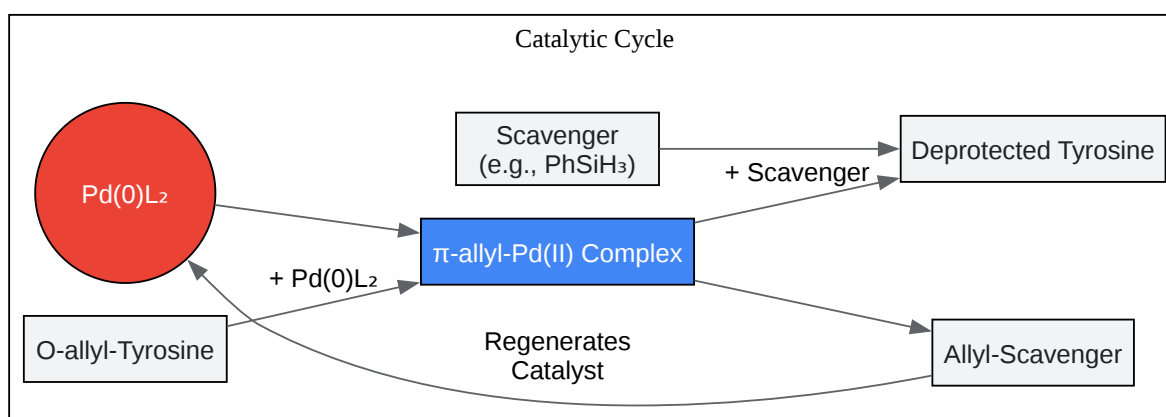 Catalytic Cycle
Scavenger
(e.g., PhSiH₃)
Deprotected Tyrosine
+ Scavenger
Pd(0)L₂
π-allyl-Pd(II) Complex
+ Pd(0)L₂
O-allyl-Tyrosine
Regenerates
Catalyst
Allyl-Scavenger